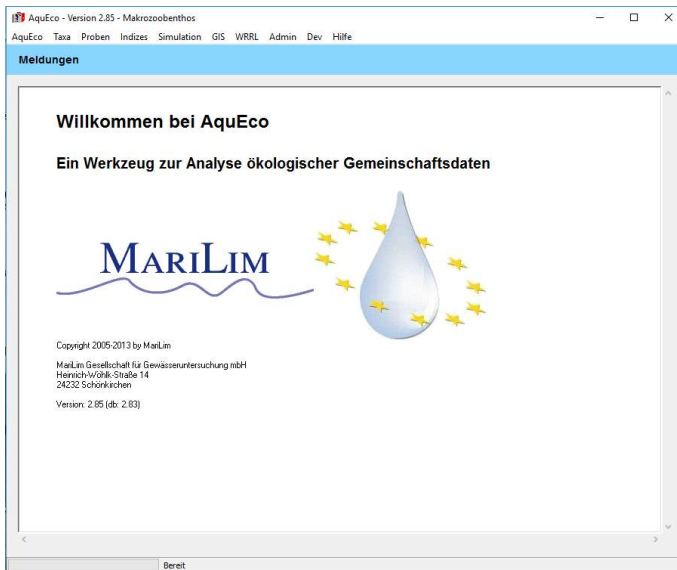 AquEco - Version 2.85 - Makrozoobenthos
AquEco Taxa Proben Indizes Simulation GIS WRRL Admin Dev Hilfe
Meldungen
Willkommen bei AquEco
Ein Werkzeug zur Analyse ökologischer Gemeinschaftsdaten
MARILIM
Copyright 2005-2013 by MariLim
MariLim Gesellschaft für Gewässeruntersuchung mbH
Heinrich-Wöhlk-Straße 14
24232 Schönkirchen
Version: 2.85 (db: 2.83)
Bereit